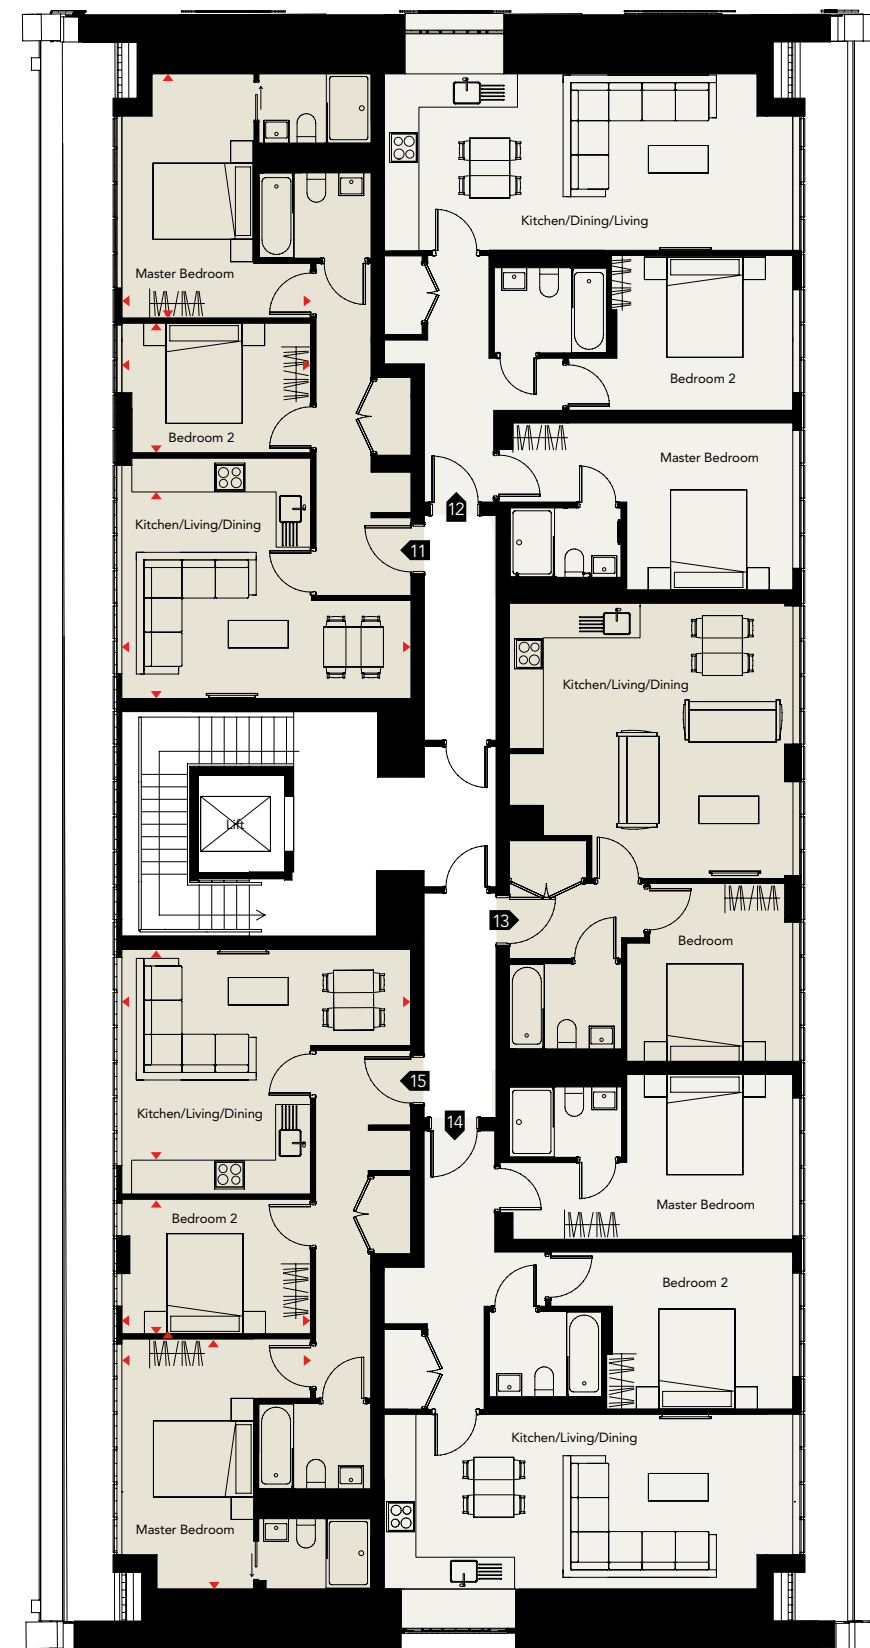 Kitchen/Dining/Living
Master Bedroom
Bedroom 2
Bedroom 2
Master Bedroom
12
Kitchen/Living/Dining
11
Kitchen/Living/Dining
Lift
13
Bedroom
15
Kitchen/Living/Dining
14
Master Bedroom
Bedroom 2
Bedroom 2
Kitchen/Living/Dining
Master Bedroom